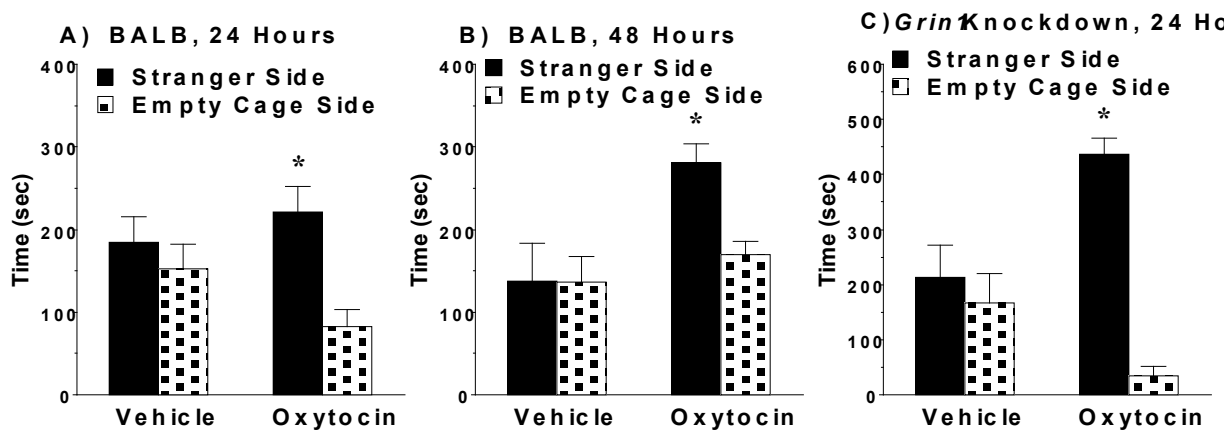 A) BALB, 24 Hours
Stranger Side
Empty Cage Side
*
400
300
200
100
0
Time (sec)
Vehicle Oxytocin
B) BALB, 48 Hours
Stranger Side
Empty Cage Side
*
400
300
200
100
0
Time (sec)
Vehicle Oxytocin
C) Grin1 Knockdown, 24 Ho
Stranger Side
Empty Cage Side
*
600
500
400
300
200
100
0
Time (sec)
Vehicle Oxytocin